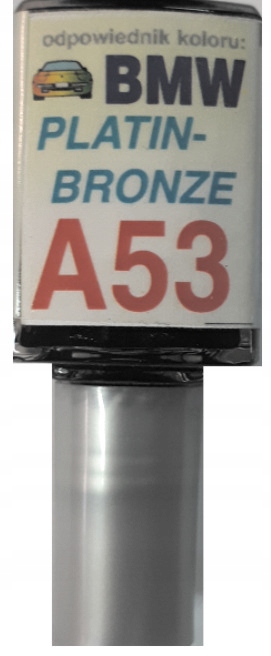 odpowiednik koloru:
BMW
PLATIN-
BRONZE
A53